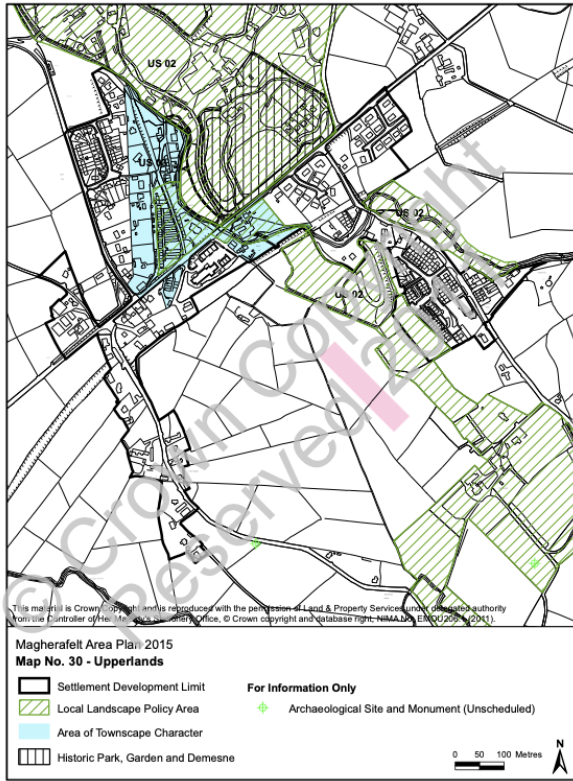 US 02
US
US 02
US 02
© Crown Copyright
Reserved
This material is Crown Copyright and is reproduced with the permission of Land & Property Services under delegated authority
from the Controller of Her Majesty's Stationery Office, © Crown copyright and database right, NIMA No. EMOU206.1 (2011).
Magherafelt Area Plan 2015
Map No. 30 - Upperlands
Settlement Development Limit
Local Landscape Policy Area
Area of Townscape Character
Historic Park, Garden and Demesne
For Information Only
Archaeological Site and Monument (Unscheduled)
0 50 100 Metres
N